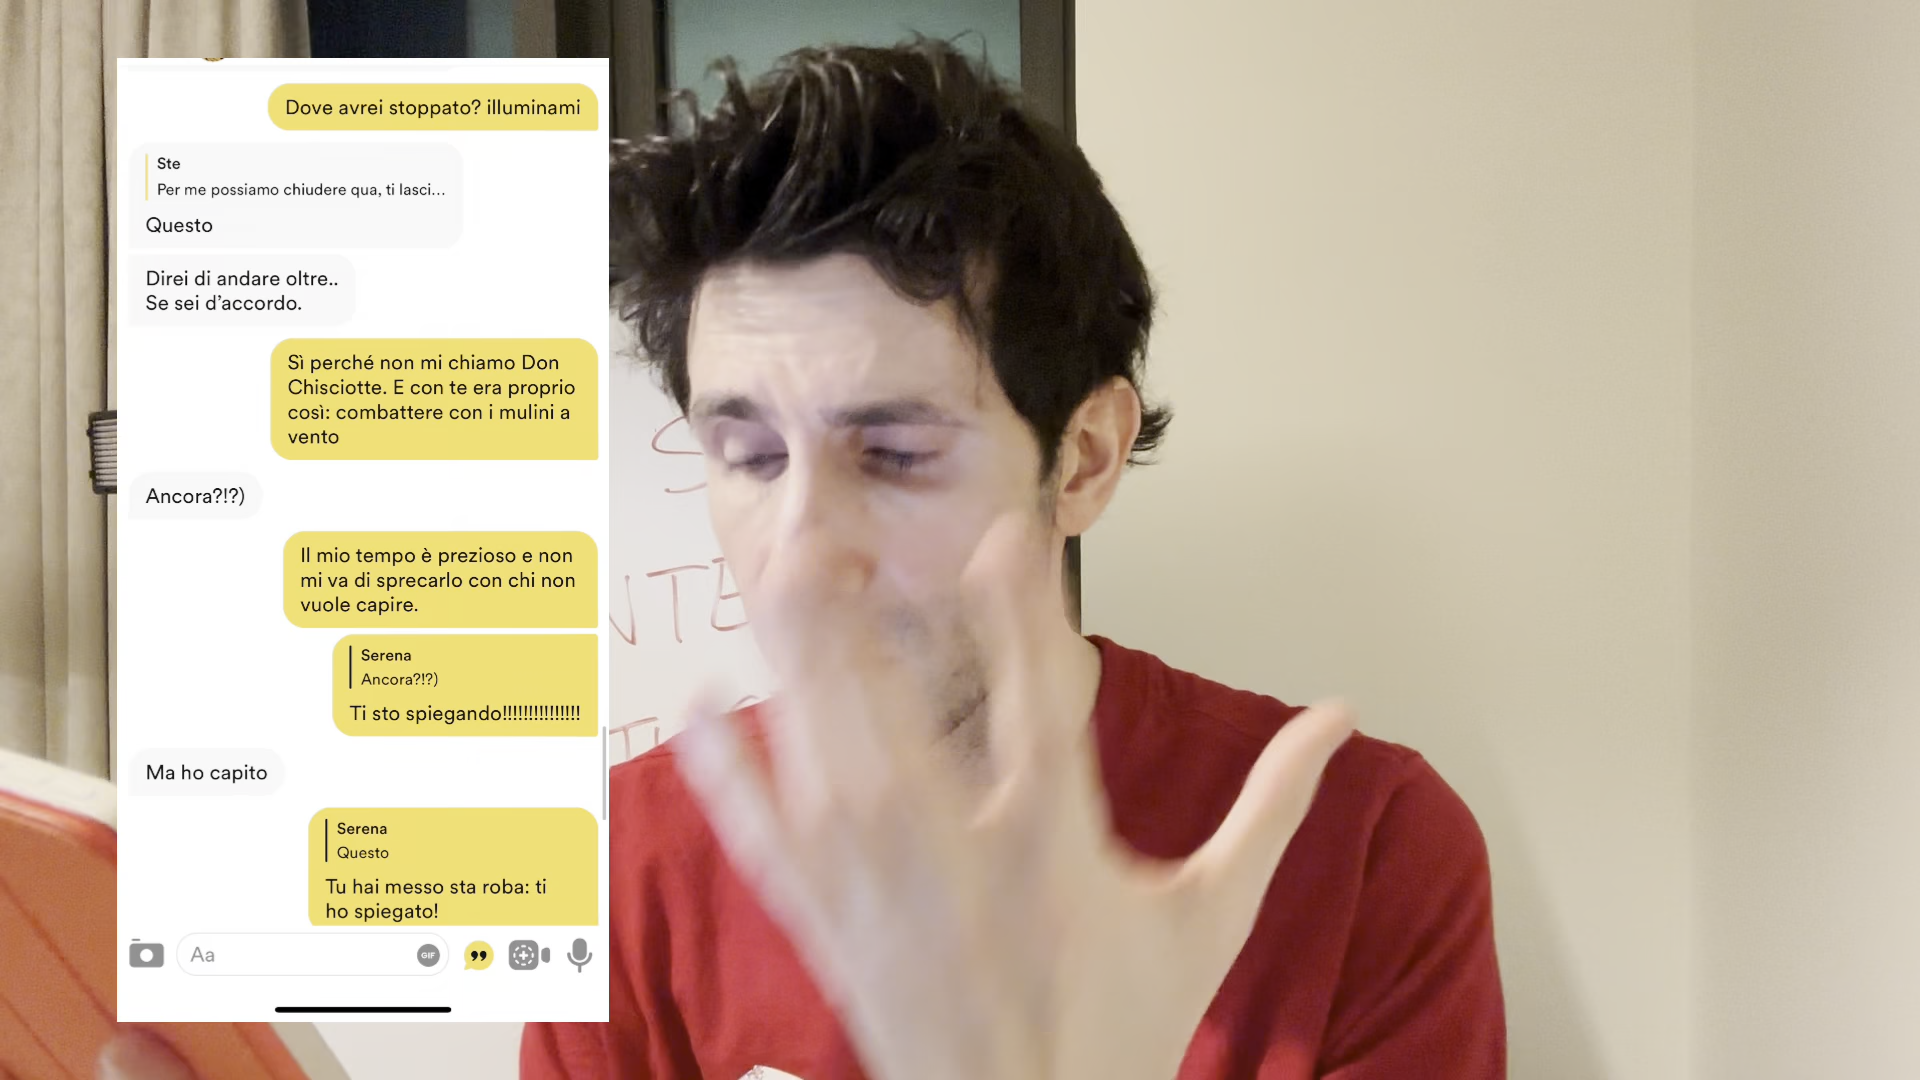 Dove avrei stoppato? illuminami
Ste
Per me possiamo chiudere qua, ti lasci...
Questo
Direi di andare oltre..
Se sei d’accordo.
Sì perché non mi chiamo Don
Chisciotte. E con te era proprio
così: combattere con i mulini a
vento
Ancora?!?)
Il mio tempo è prezioso e non
mi va di sprecarlo con chi non
vuole capire.
Serena
Ancora?!?)
Ti sto spiegando!!!!!!!!!!!!!!!
Ma ho capito
Serena
Questo
Tu hai messo sta roba: ti
ho spiegato!
Aa
GIF
S
NTE